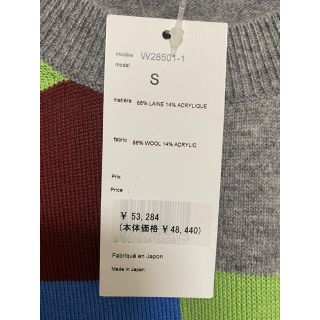 modèle
model
W28501-1
S
matière
86% LAINE 14% ACRYLIQUE
fabric
86% WOOL 14% ACRYLIC
Prix
Price
¥ 53,284
(本体価格 ¥ 48,440)
Fabriqué en Japon
Made in Japan